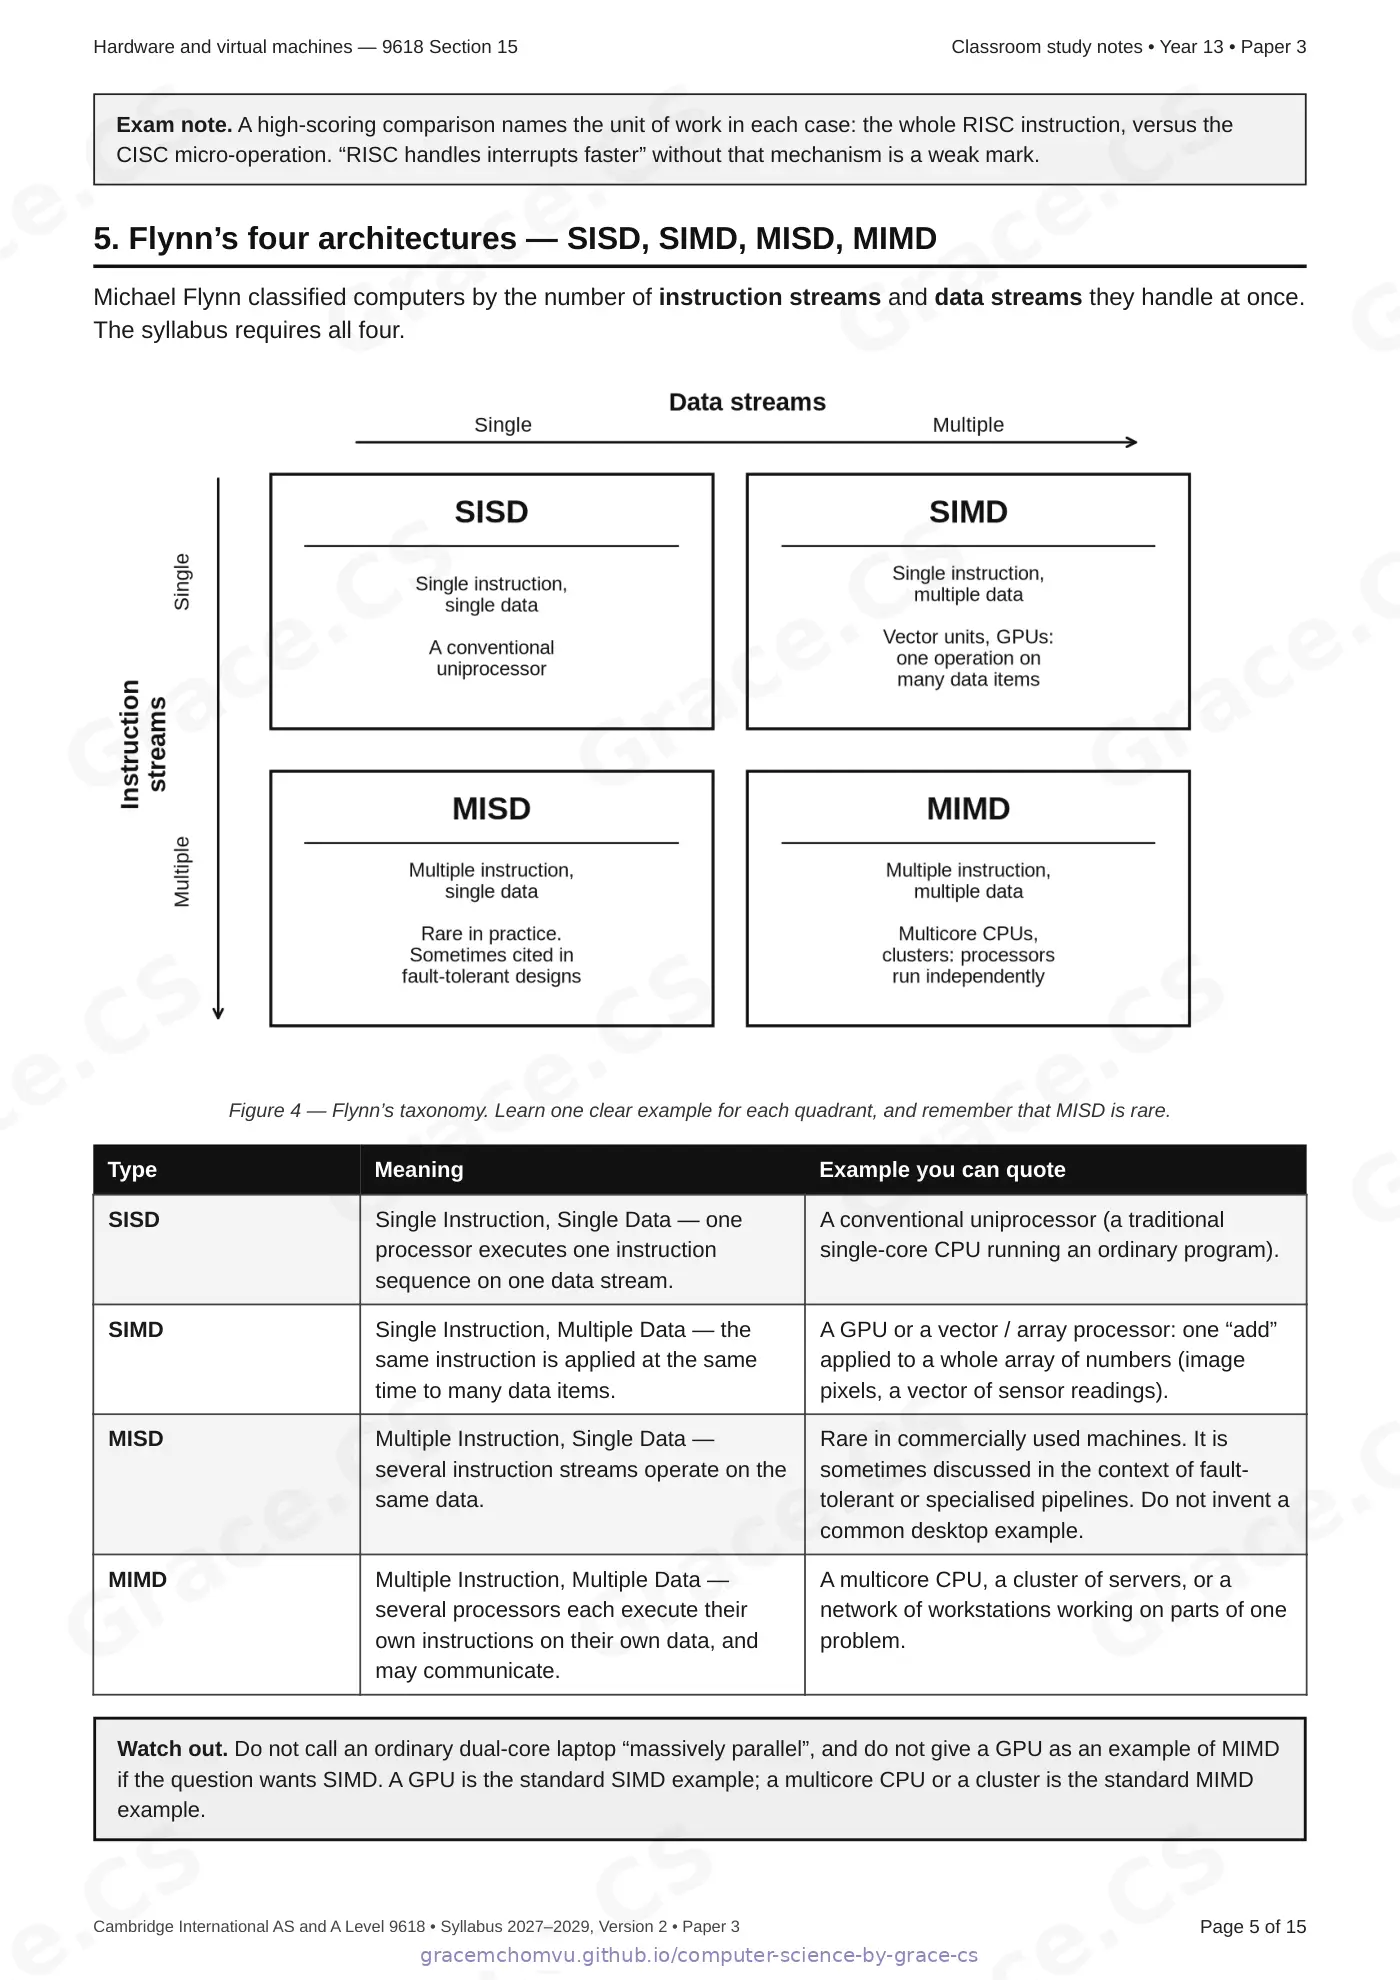 Hardware and virtual machines — 9618 Section 15
Classroom study notes • Year 13 • Paper 3
Exam note. A high-scoring comparison names the unit of work in each case: the whole RISC instruction, versus the
CISC micro-operation. “RISC handles interrupts faster” without that mechanism is a weak mark.
5. Flynn’s four architectures — SISD, SIMD, MISD, MIMD
Michael Flynn classified computers by the number of instruction streams and data streams they handle at once.
The syllabus requires all four.
Data streams
Single
Multiple
Instruction
streams
Single
Multiple
SISD
Single instruction,
single data
A conventional
uniprocessor
SIMD
Single instruction,
multiple data
Vector units, GPUs:
one operation on
many data items
MISD
Multiple instruction,
single data
Rare in practice.
Sometimes cited in
fault-tolerant designs
MIMD
Multiple instruction,
multiple data
Multicore CPUs,
clusters: processors
run independently
Figure 4 — Flynn’s taxonomy. Learn one clear example for each quadrant, and remember that MISD is rare.
Type
Meaning
Example you can quote
SISD
Single Instruction, Single Data — one
processor executes one instruction
sequence on one data stream.
A conventional uniprocessor (a traditional
single-core CPU running an ordinary program).
SIMD
Single Instruction, Multiple Data — the
same instruction is applied at the same
time to many data items.
A GPU or a vector / array processor: one “add”
applied to a whole array of numbers (image
pixels, a vector of sensor readings).
MISD
Multiple Instruction, Single Data —
several instruction streams operate on the
same data.
Rare in commercially used machines. It is
sometimes discussed in the context of fault-
tolerant or specialised pipelines. Do not invent a
common desktop example.
MIMD
Multiple Instruction, Multiple Data —
several processors each execute their
own instructions on their own data, and
may communicate.
A multicore CPU, a cluster of servers, or a
network of workstations working on parts of one
problem.
Watch out. Do not call an ordinary dual-core laptop “massively parallel”, and do not give a GPU as an example of MIMD
if the question wants SIMD. A GPU is the standard SIMD example; a multicore CPU or a cluster is the standard MIMD
example.
Cambridge International AS and A Level 9618 • Syllabus 2027–2029, Version 2 • Paper 3
Page 5 of 15
gracemchomvu.github.io/computer-science-by-grace-cs
Grace.CS